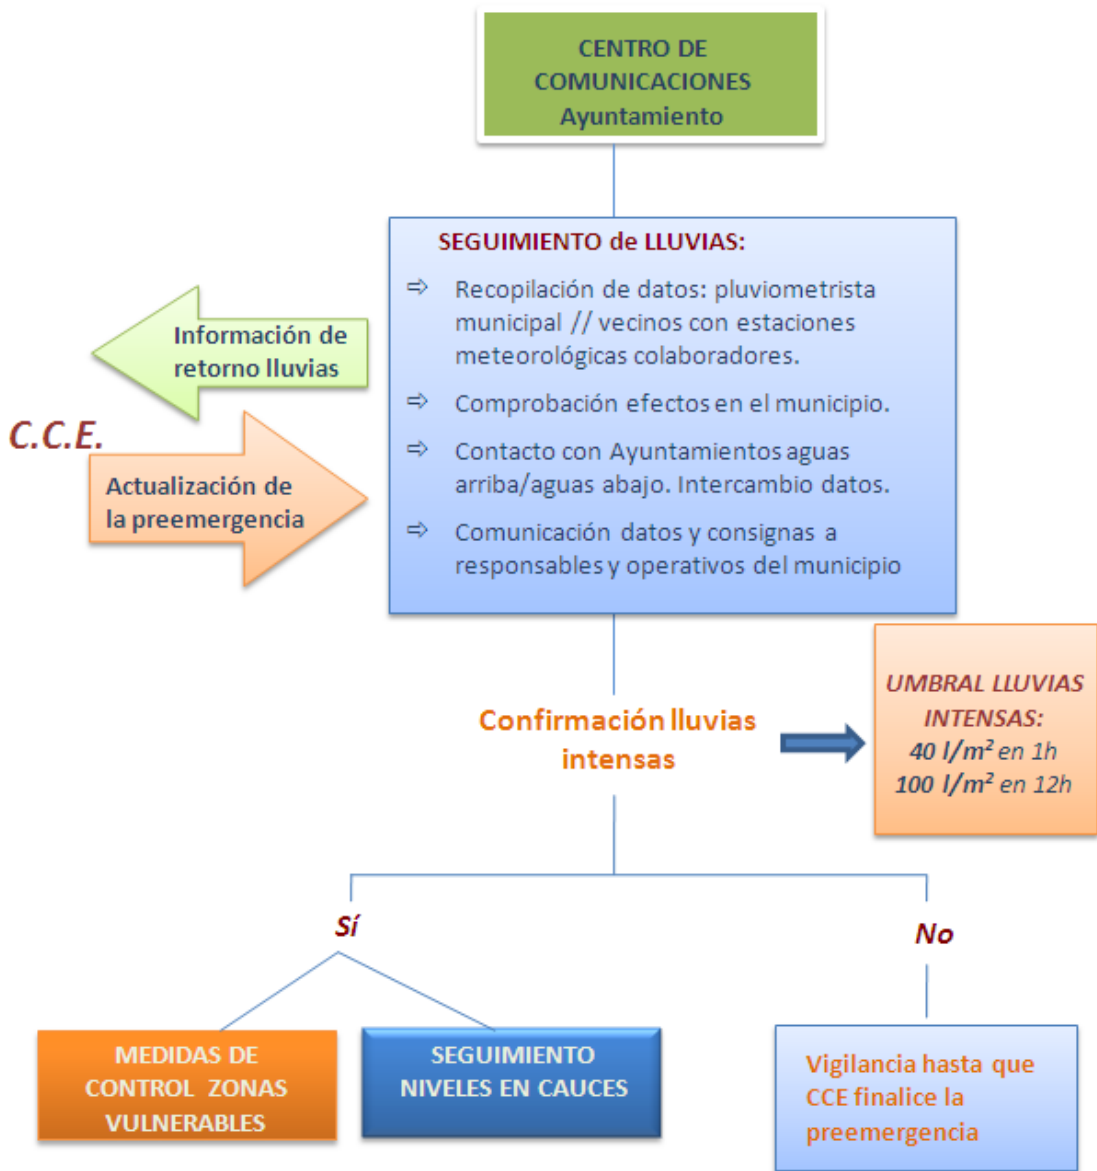 CENTRO DE
COMUNICACIONES
Ayuntamiento
SEGUIMIENTO de LLUVIAS:
⇨ Recopilación de datos: pluviometrista
municipal // vecinos con estaciones
meteorológicas colaboradores.
⇨ Comprobación efectos en el municipio.
⇨ Contacto con Ayuntamientos aguas
arriba/aguas abajo. Intercambio datos.
⇨ Comunicación datos y consignas a
responsables y operativos del municipio
Información de
retorno lluvias
C.C.E.
Actualización de
la preemergencia
Confirmación lluvias
intensas
UMBRAL LLUVIAS
INTENSAS:
40 l/m² en 1h
100 l/m² en 12h
Sí
No
MEDIDAS DE
CONTROL ZONAS
VULNERABLES
SEGUIMIENTO
NIVELES EN CAUCES
Vigilancia hasta que
CCE finalice la
preemergencia